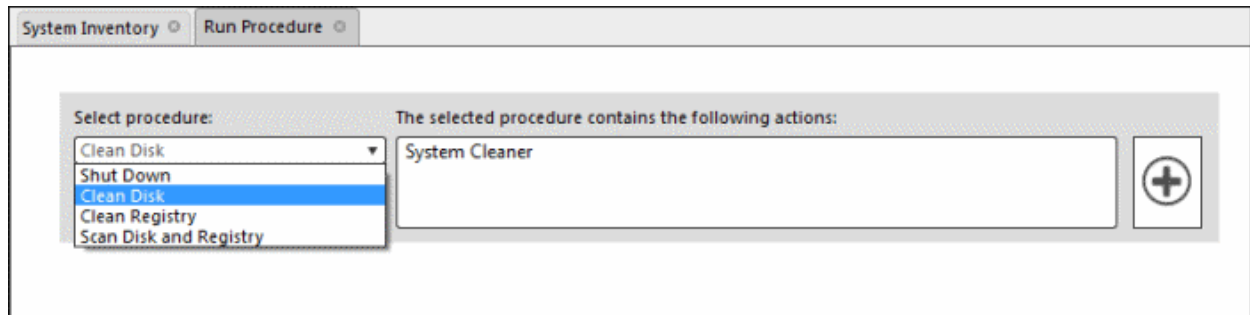 System Inventory
Run Procedure
Select procedure:
The selected procedure contains the following actions:
Clean Disk
System Cleaner
Shut Down
Clean Disk
Clean Registry
Scan Disk and Registry